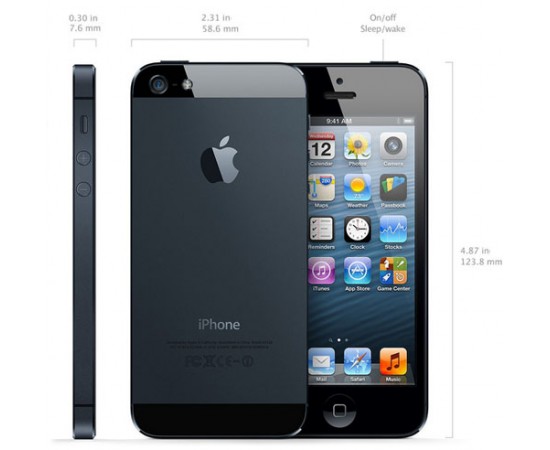 0.30 in
7.6 mm
2.31 in
58.6 mm
On/off
Sleep/wake
9:41 AM
12
Calendar
Photos
Camera
Maps
Weather
Passbook
Reminders
Clock
Stocks
iTunes
App Store
Game Center
4.87 in
123.8 mm
iPhone
Mail
Safari
Music